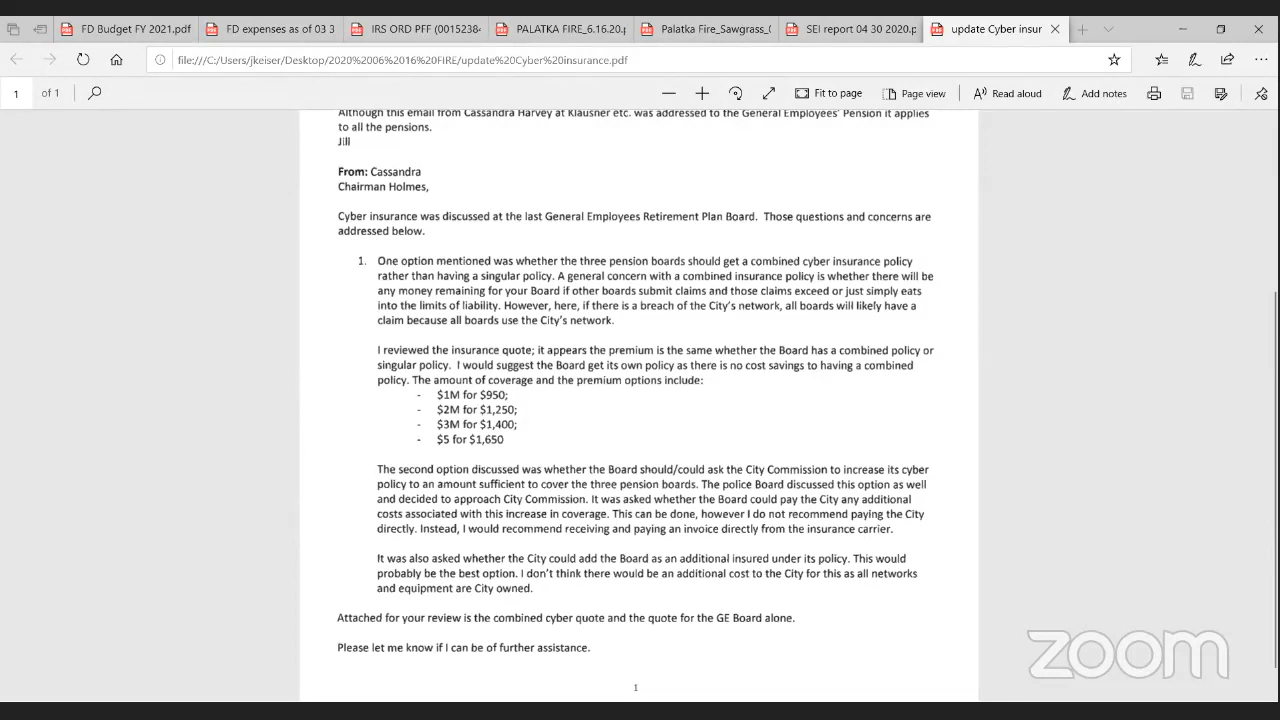 FD Budget FY 2021.pdf
FD expenses as of 03 3
IRS ORD PFF (0015238
PALATKA FIRE_6.16.20.p
Palatka Fire_Sawgrass_
SEI report 04 30 2020.p
update Cyber insur
file:///C:/Users/jkeiser/Desktop/2020%2006%2016%20FIRE/update%20Cyber%20insurance.pdf
1 of 1
Fit to page
Page view
Read aloud
Add notes
Although this email from Cassandra Harvey at Klausner etc. was addressed to the General Employees' Pension it applies
to all the pensions.
Jill
From: Cassandra
Chairman Holmes,
Cyber insurance was discussed at the last General Employees Retirement Plan Board. Those questions and concerns are
addressed below.
1. One option mentioned was whether the three pension boards should get a combined cyber insurance policy
rather than having a singular policy. A general concern with a combined insurance policy is whether there will be
any money remaining for your Board if other boards submit claims and those claims exceed or just simply eats
into the limits of liability. However, here, if there is a breach of the City's network, all boards will likely have a
claim because all boards use the City's network.
I reviewed the insurance quote; it appears the premium is the same whether the Board has a combined policy or
singular policy. I would suggest the Board get its own policy as there is no cost savings to having a combined
policy. The amount of coverage and the premium options include:
- $1M for $950;
- $2M for $1,250;
- $3M for $1,400;
- $5 for $1,650
The second option discussed was whether the Board should/could ask the City Commission to increase its cyber
policy to an amount sufficient to cover the three pension boards. The police Board discussed this option as well
and decided to approach City Commission. It was asked whether the Board could pay the City any additional
costs associated with this increase in coverage. This can be done, however I do not recommend paying the City
directly. Instead, I would recommend receiving and paying an invoice directly from the insurance carrier.
It was also asked whether the City could add the Board as an additional insured under its policy. This would
probably be the best option. I don't think there would be an additional cost to the City for this as all networks
and equipment are City owned.
Attached for your review is the combined cyber quote and the quote for the GE Board alone.
Please let me know if I can be of further assistance.
zoom
1